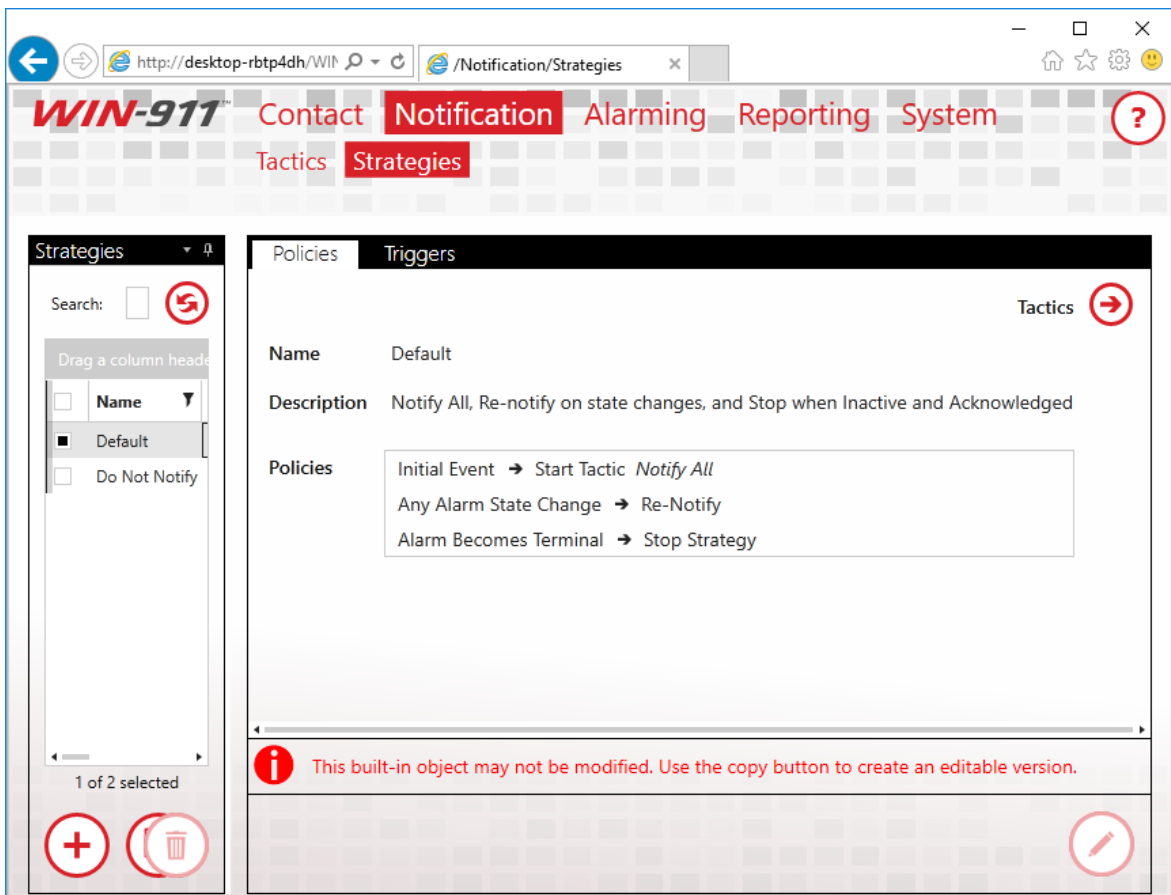 http://desktop-rbtp4dh/WIN
/Notification/Strategies
WIN-911™
Contact Notification Alarming Reporting System
?
Tactics Strategies
Strategies
Policies Triggers
Search:
Tactics
Drag a column heade
Name Default
Name
Description Notify All, Re-notify on state changes, and Stop when Inactive and Acknowledged
Default
Do Not Notify
Policies Initial Event → Start Tactic Notify All
Any Alarm State Change → Re-Notify
Alarm Becomes Terminal → Stop Strategy
1 of 2 selected
This built-in object may not be modified. Use the copy button to create an editable version.